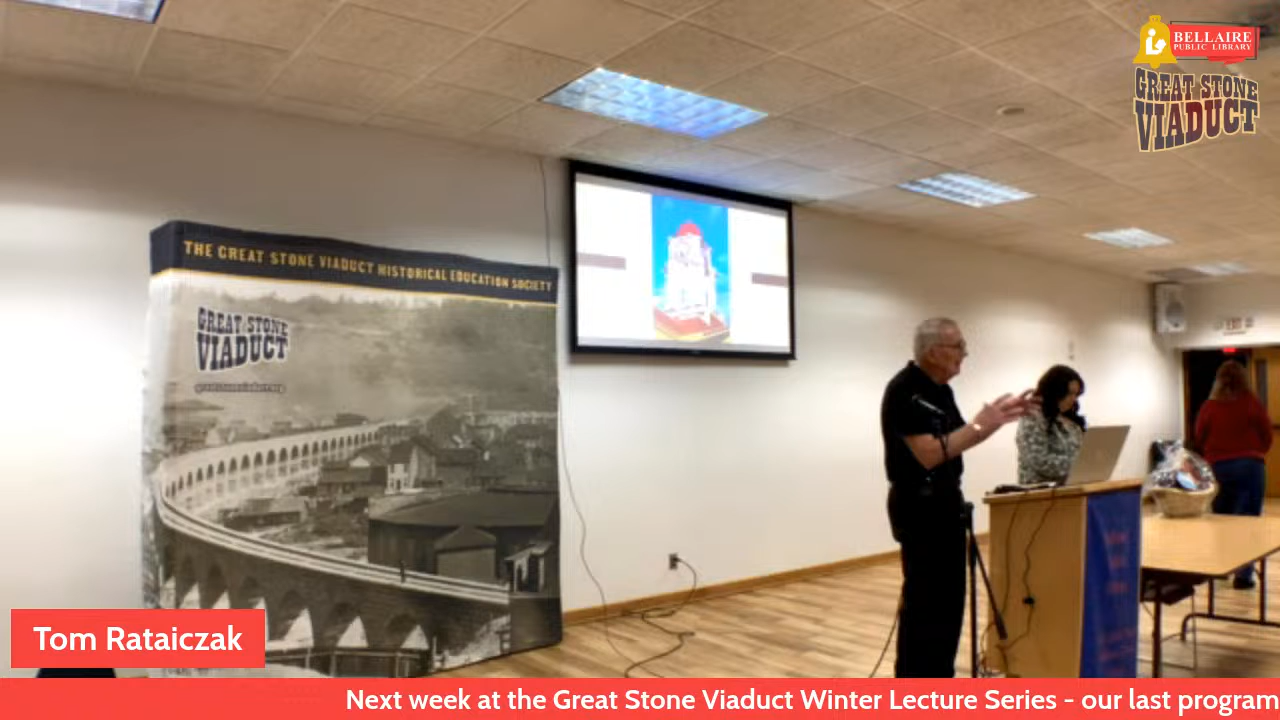 BELLAIRE
PUBLIC LIBRARY
GREAT STONE
VIADUCT
THE GREAT STONE VIADUCT HISTORICAL EDUCATION SOCIETY
GREAT STONE
VIADUCT
EXIT
Tom Rataiczak
Next week at the Great Stone Viaduct Winter Lecture Series - our last program